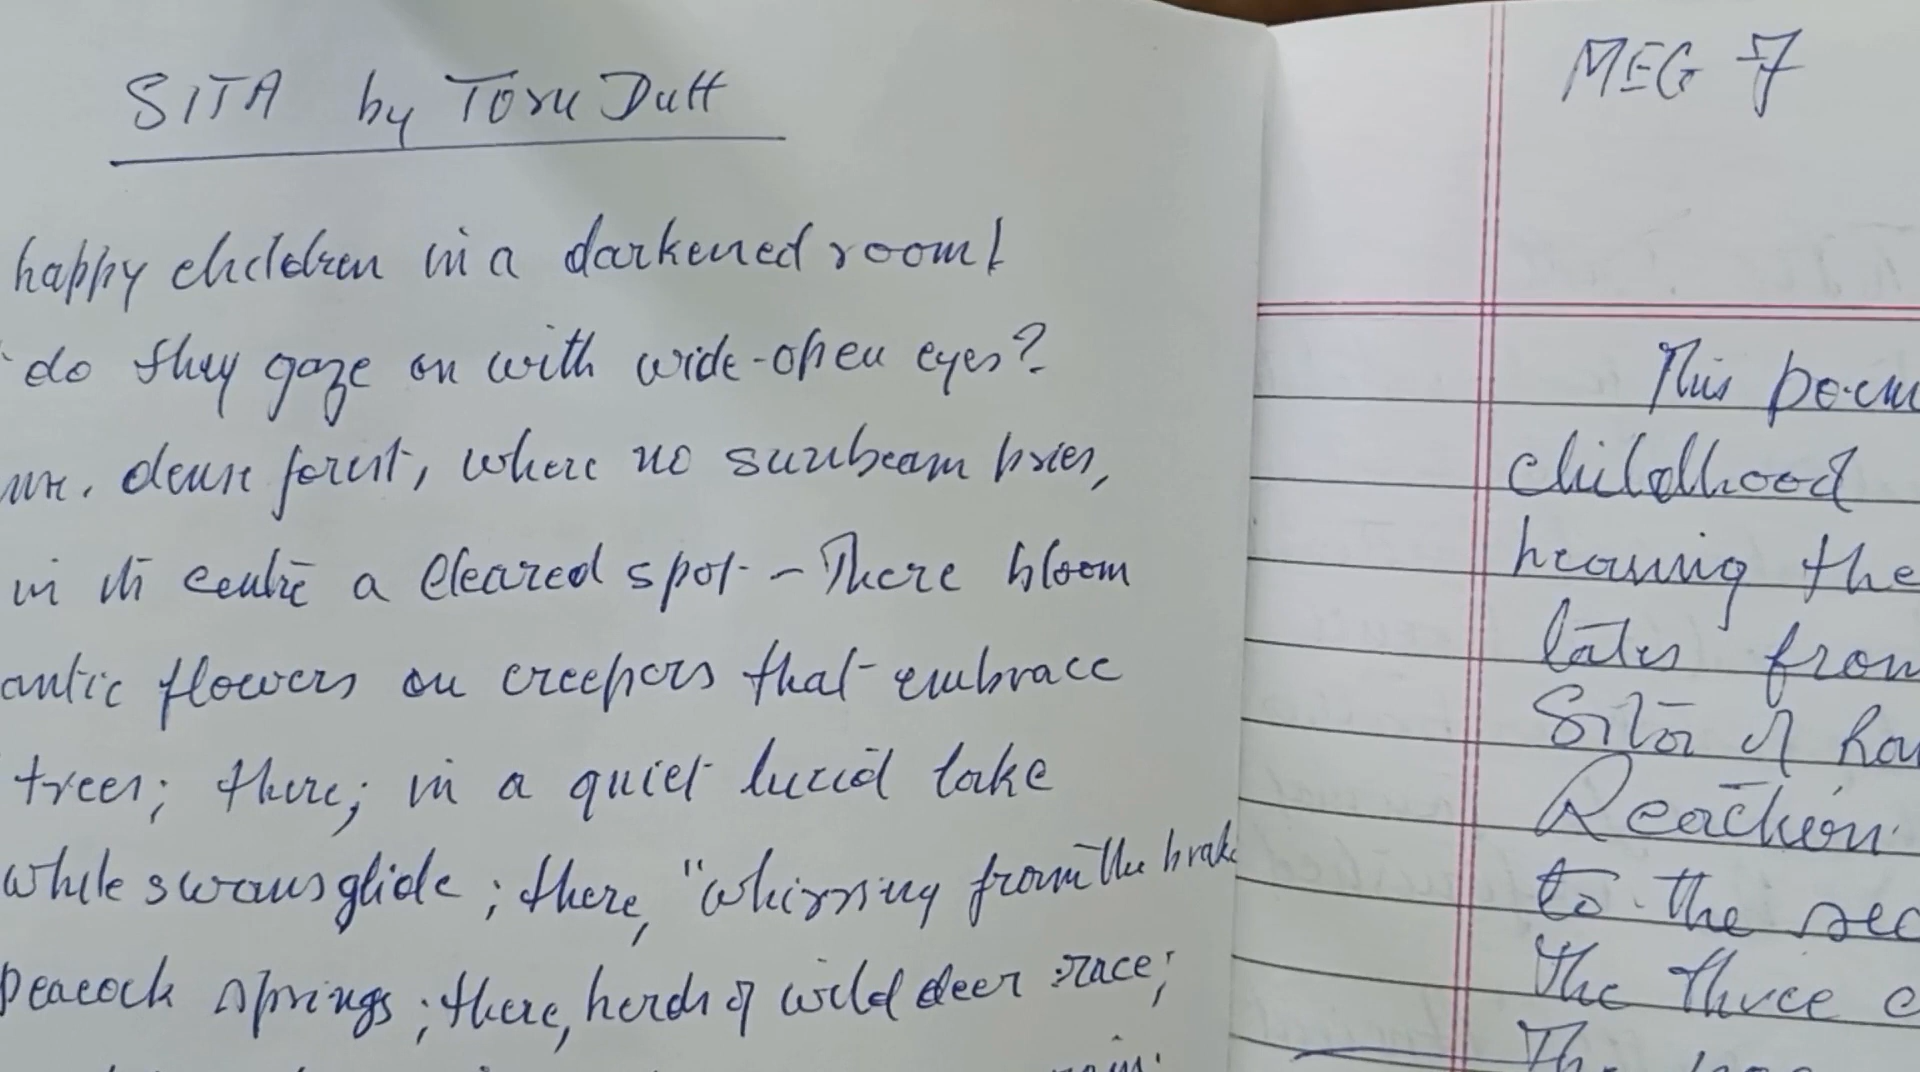 SITA by Toru Dutt
happy children in a darkened room!
do they gaze on with wide-open eyes?
dense forest, where no sunbeam pries,
in its centre a cleared spot. - There bloom
antic flowers on creepers that embrace
trees; there; in a quiet lucid lake
while swans glide; there, "whirring from the brake
peacock springs; there, herds of wild deer race;
MEG 7
This poem
childhood
hearing the
later from
Sita of
Reaction
to the
the three